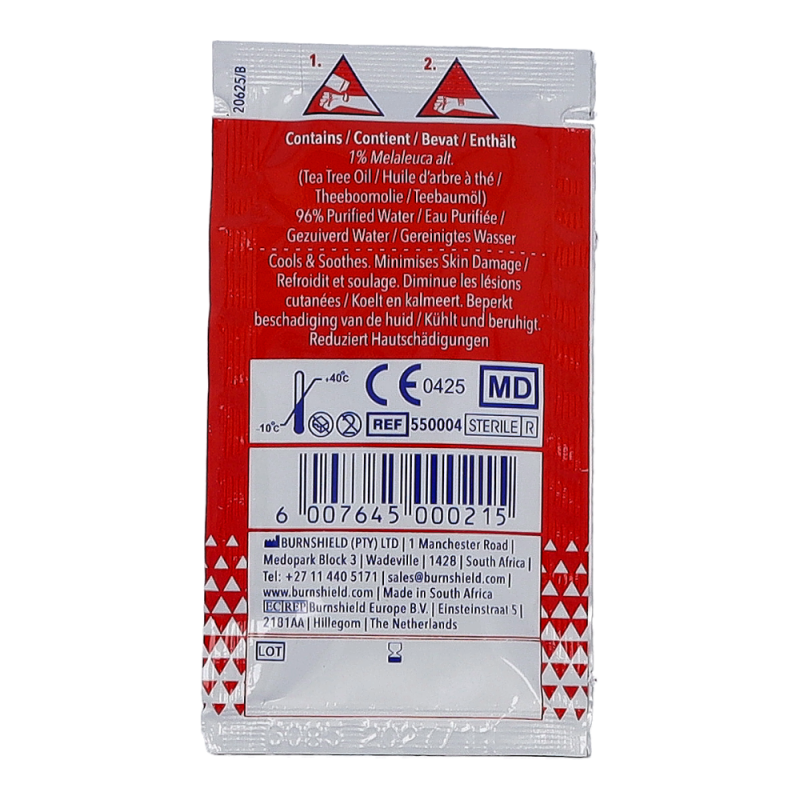 1.
2.
20625/B
Contains / Contient / Bevat / Enthält
1% Melaleuca alt.
(Tea Tree Oil / Huile d'arbre à thé /
Theeboomolie / Teebaumöl)
96% Purified Water / Eau Purifiée /
Gezuiverd Water / Gereinigtes Wasser
Cools & Soothes. Minimises Skin Damage /
Refroidit et soulage. Diminue les lésions
cutanées / Koelt en kalmeert. Beperkt
beschadiging van de huid / Kühlt und beruhigt.
Reduziert Hautschädigungen
+40°c
-10°c
CE 0425
MD
2
REF 550004 STERILE R
6 007645 000215
BURNSHIELD (PTY) LTD | 1 Manchester Road |
Medopark Block 3 | Wadeville | 1428 | South Africa |
Tel: +27 11 440 5171 | sales@burnshield.com |
www.burnshield.com | Made in South Africa
EC REP Burnshield Europe B.V. | Einsteinstraat 5 |
2181AA | Hillegom | The Netherlands
LOT